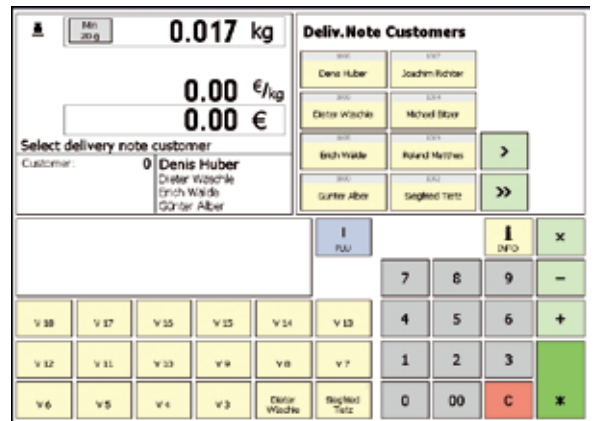 Min
20 g
0.017 kg
0.00 €/kg
0.00 €
Select delivery note customer
Customer: 0 Denis Huber
Dieter Waschle
Erich Walde
Günter Alber
Deliv.Note Customers
Denis Huber
Joachim Richter
Dieter Waschle
Michael Bitzer
Erich Walde
Roland Matthes
Günter Alber
Siegfried Tietz
>
>>
PLU
INFO
x
7 8 9 -
V 18 V 17 V 16 V 15 V 14 V 13 4 5 6 +
V 12 V 11 V 10 V 9 V 8 V 7 1 2 3
V 6 V 5 V 4 V 3 Dieter Waschle Siegfried Tietz 0 00 C *